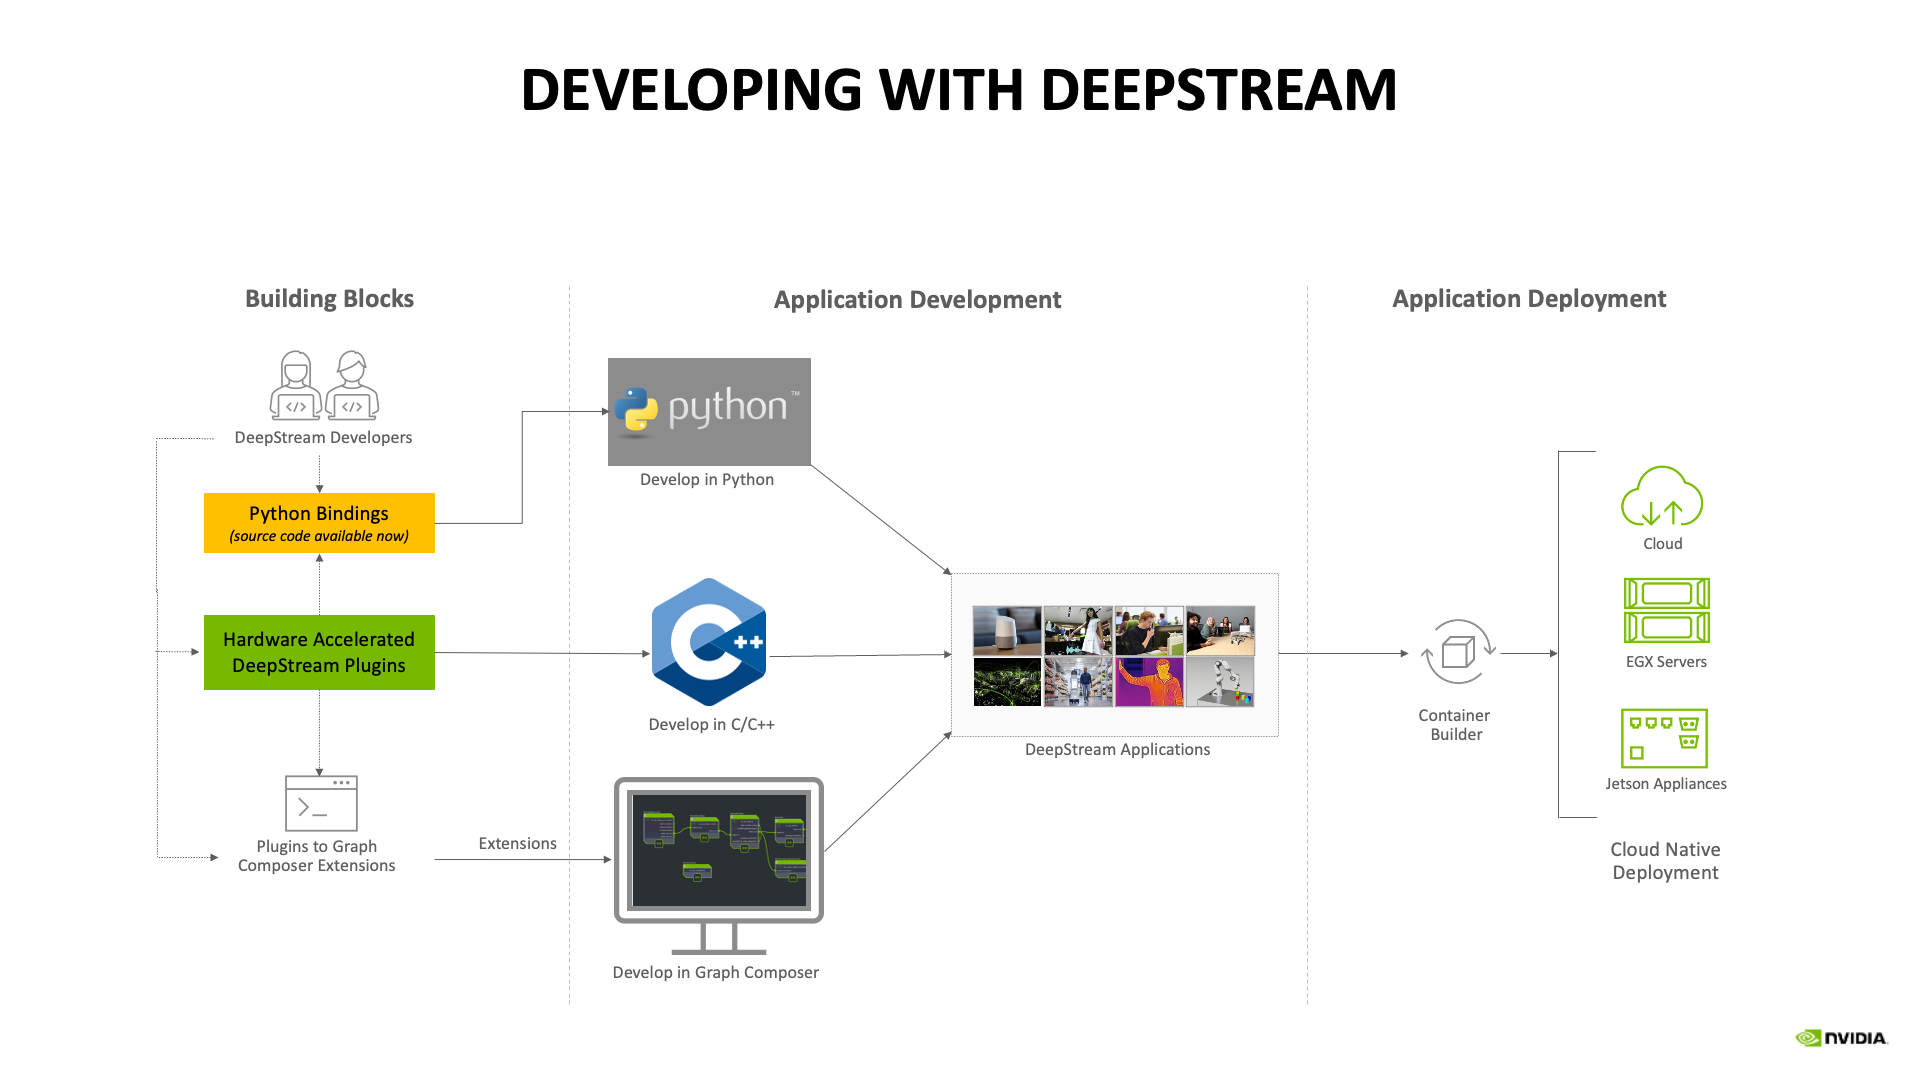 DEVELOPING WITH DEEPSTREAM
Building Blocks
DeepStream Developers
Python Bindings
(source code available now)
Hardware Accelerated
DeepStream Plugins
Plugins to Graph
Composer Extensions
Extensions
Application Development
python™
Develop in Python
C++
Develop in C/C++
Develop in Graph Composer
DeepStream Applications
Application Deployment
Container
Builder
Cloud
EGX Servers
Jetson Appliances
Cloud Native
Deployment
NVIDIA